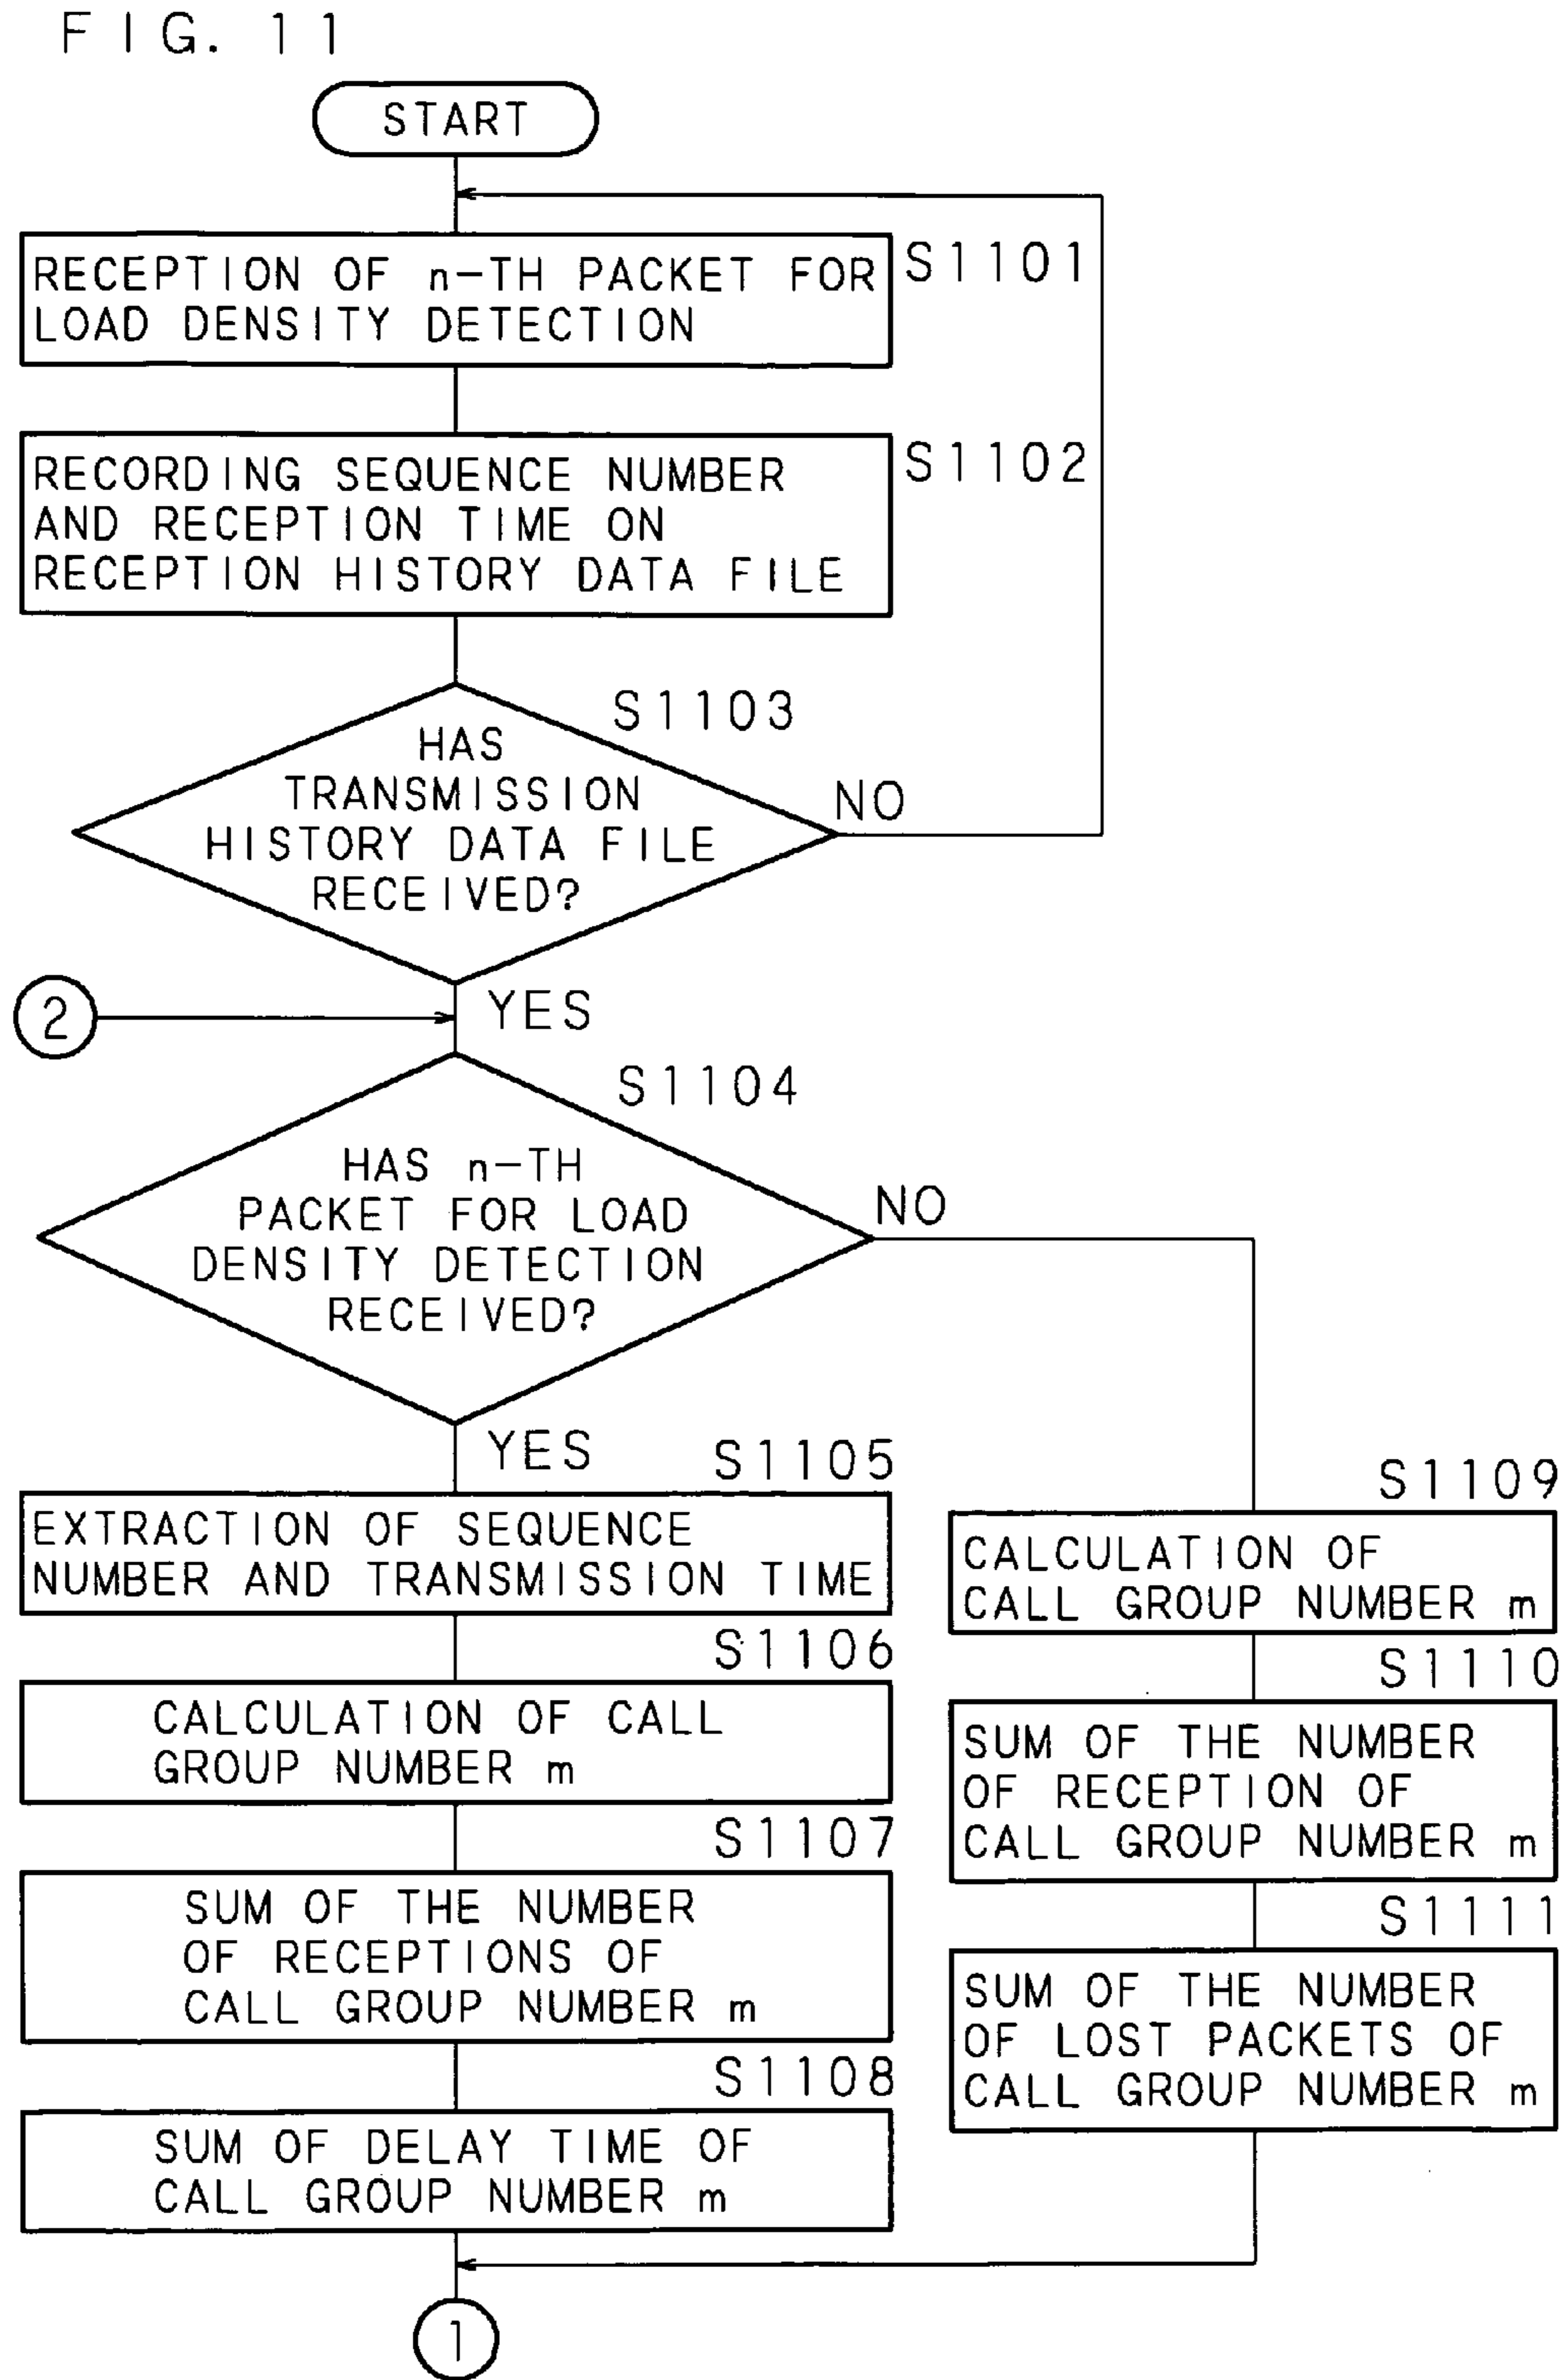 FIG. 11
START
RECEPTION OF n-TH PACKET FOR
LOAD DENSITY DETECTION
S1101
RECORDING SEQUENCE NUMBER
AND RECEPTION TIME ON
RECEPTION HISTORY DATA FILE
S1102
S1103
HAS
TRANSMISSION
HISTORY DATA FILE
RECEIVED?
NO
2
YES
S1104
HAS n-TH
PACKET FOR LOAD
DENSITY DETECTION
RECEIVED?
NO
YES
S1105
EXTRACTION OF SEQUENCE
NUMBER AND TRANSMISSION TIME
S1106
CALCULATION OF CALL
GROUP NUMBER m
S1107
SUM OF THE NUMBER
OF RECEPTIONS OF
CALL GROUP NUMBER m
S1108
SUM OF DELAY TIME OF
CALL GROUP NUMBER m
S1109
CALCULATION OF
CALL GROUP NUMBER m
S1110
SUM OF THE NUMBER
OF RECEPTION OF
CALL GROUP NUMBER m
S1111
SUM OF THE NUMBER
OF LOST PACKETS OF
CALL GROUP NUMBER m
1